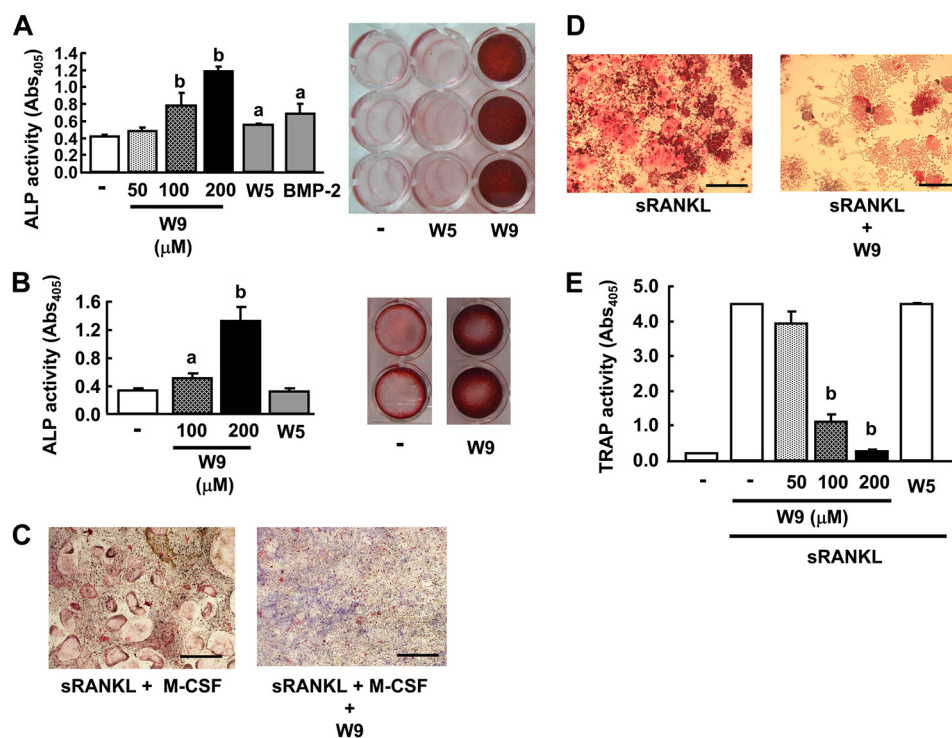 A
ALP activity (Abs405)
1.4
1.2
1.0
0.8
0.6
0.4
0.2
0.0
b
b
a
a
- 50 100 200 W5 BMP-2
W9
(μM)
- W5 W9
B
ALP activity (Abs405)
1.6
1.2
0.8
0.4
0.0
a
b
- 100 200 W5
W9
(μM)
- W9
C
sRANKL + M-CSF
sRANKL + M-CSF
+
W9
D
sRANKL
sRANKL
+
W9
E
TRAP activity (Abs405)
5.0
4.0
3.0
2.0
1.0
0.0
b
b
- - 50 100 200 W5
W9 (μM)
sRANKL